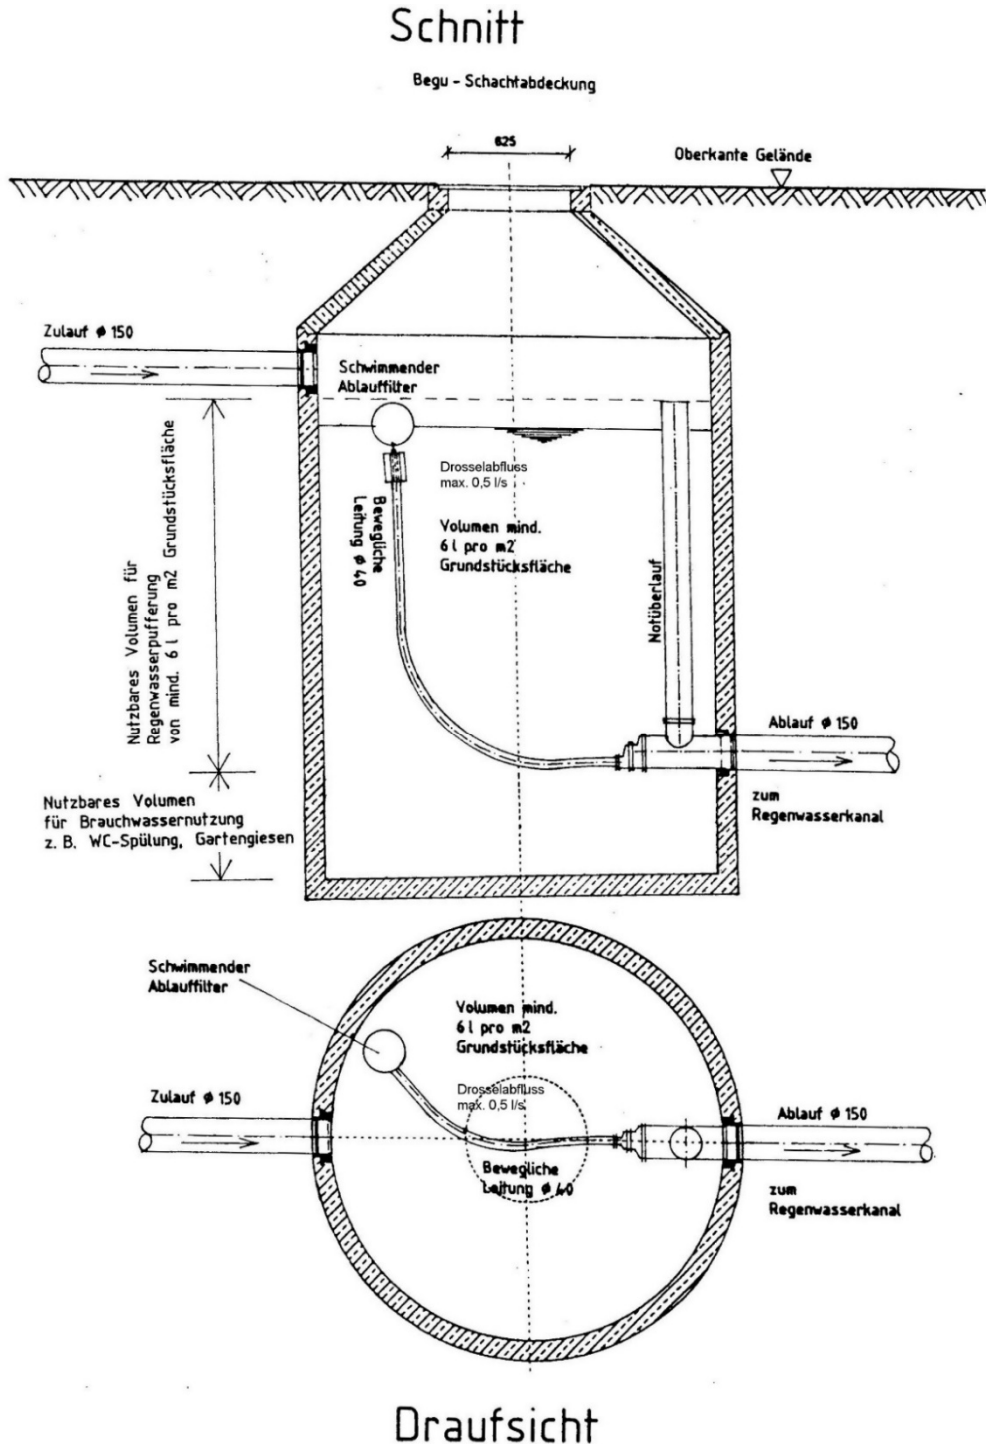 Schnitt
Begu - Schachtabdeckung
625
Oberkante Gelände
Zulauf ø 150
Schwimmender
Ablauffilter
Drosselabfluss
max. 0,5 l/s
Bewegliche
Leitung ø 40
Volumen mind.
6 l pro m2
Grundstücksfläche
Notüberlauf
Nutzbares Volumen für
Regenwasserpufferung
von mind. 6 l pro m2 Grundstücksfläche
Ablauf ø 150
zum
Regenwasserkanal
Nutzbares Volumen
für Brauchwassernutzung
z. B. WC-Spülung, Gartengiesen
Schwimmender
Ablauffilter
Volumen mind.
6 l pro m2
Grundstücksfläche
Drosselabfluss
max. 0,5 l/s
Zulauf ø 150
Ablauf ø 150
Bewegliche
Leitung ø 40
zum
Regenwasserkanal
Draufsicht